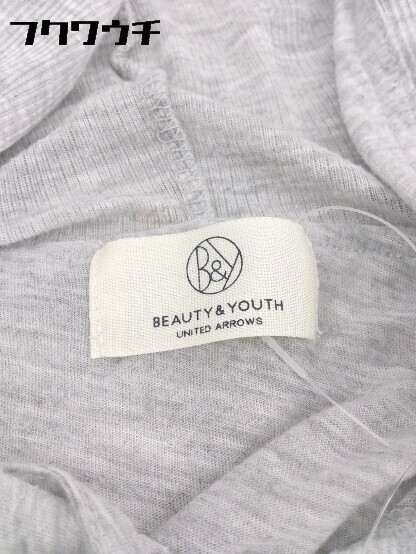 フクワウチ
B&Y
BEAUTY & YOUTH
UNITED ARROWS